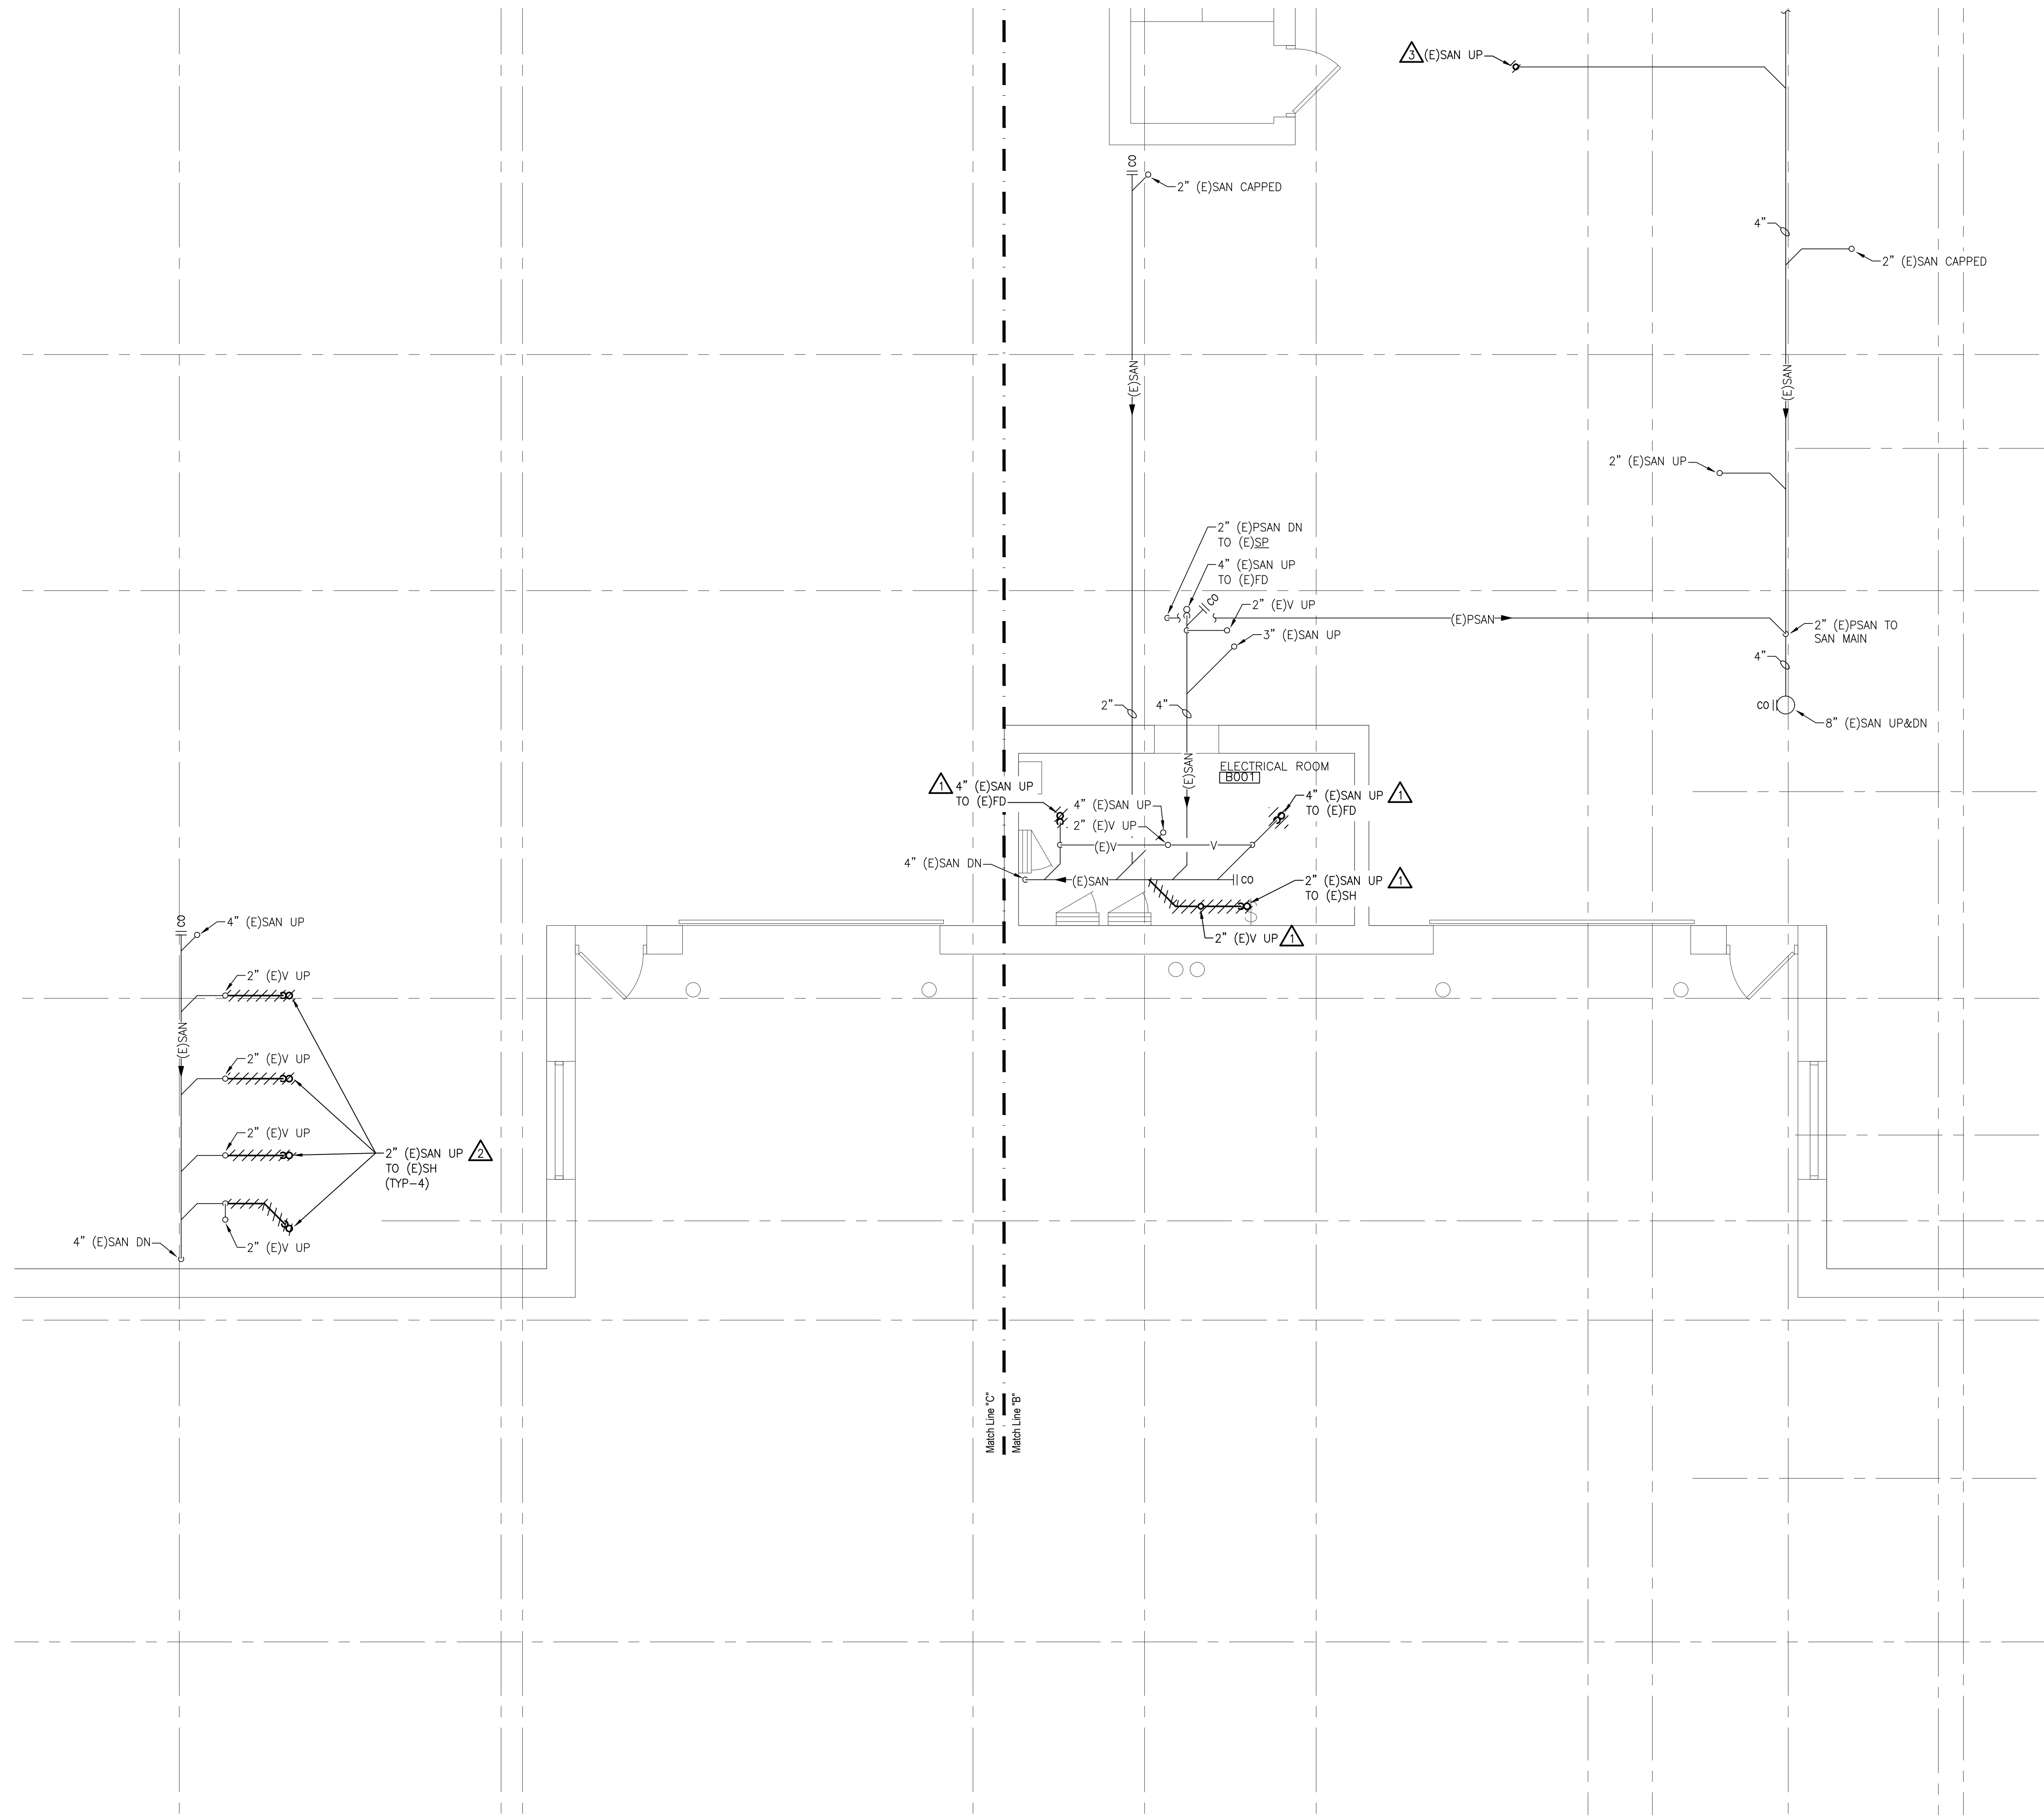 3 (E)SAN UP
CO
2" (E)SAN CAPPED
4"
2" (E)SAN CAPPED
(E)SAN
(E)SAN
2" (E)SAN UP
2" (E)PSAN DN
TO (E)SP
4" (E)SAN UP
TO (E)FD
CO
2" (E)V UP
(E)PSAN
2" (E)PSAN TO
SAN MAIN
3" (E)SAN UP
4"
2"
4"
CO
8" (E)SAN UP&DN
(E)SAN
ELECTRICAL ROOM
B001
1 4" (E)SAN UP
TO (E)FD
4" (E)SAN UP
2" (E)V UP
4" (E)SAN UP 1
TO (E)FD
(E)V
V
4" (E)SAN DN
(E)SAN
CO
2" (E)SAN UP 1
TO (E)SH
2" (E)V UP 1
CO
4" (E)SAN UP
2" (E)V UP
(E)SAN
2" (E)V UP
2" (E)V UP
2" (E)SAN UP 2
TO (E)SH
(TYP-4)
4" (E)SAN DN
2" (E)V UP
Match Line "C"
Match Line "B"